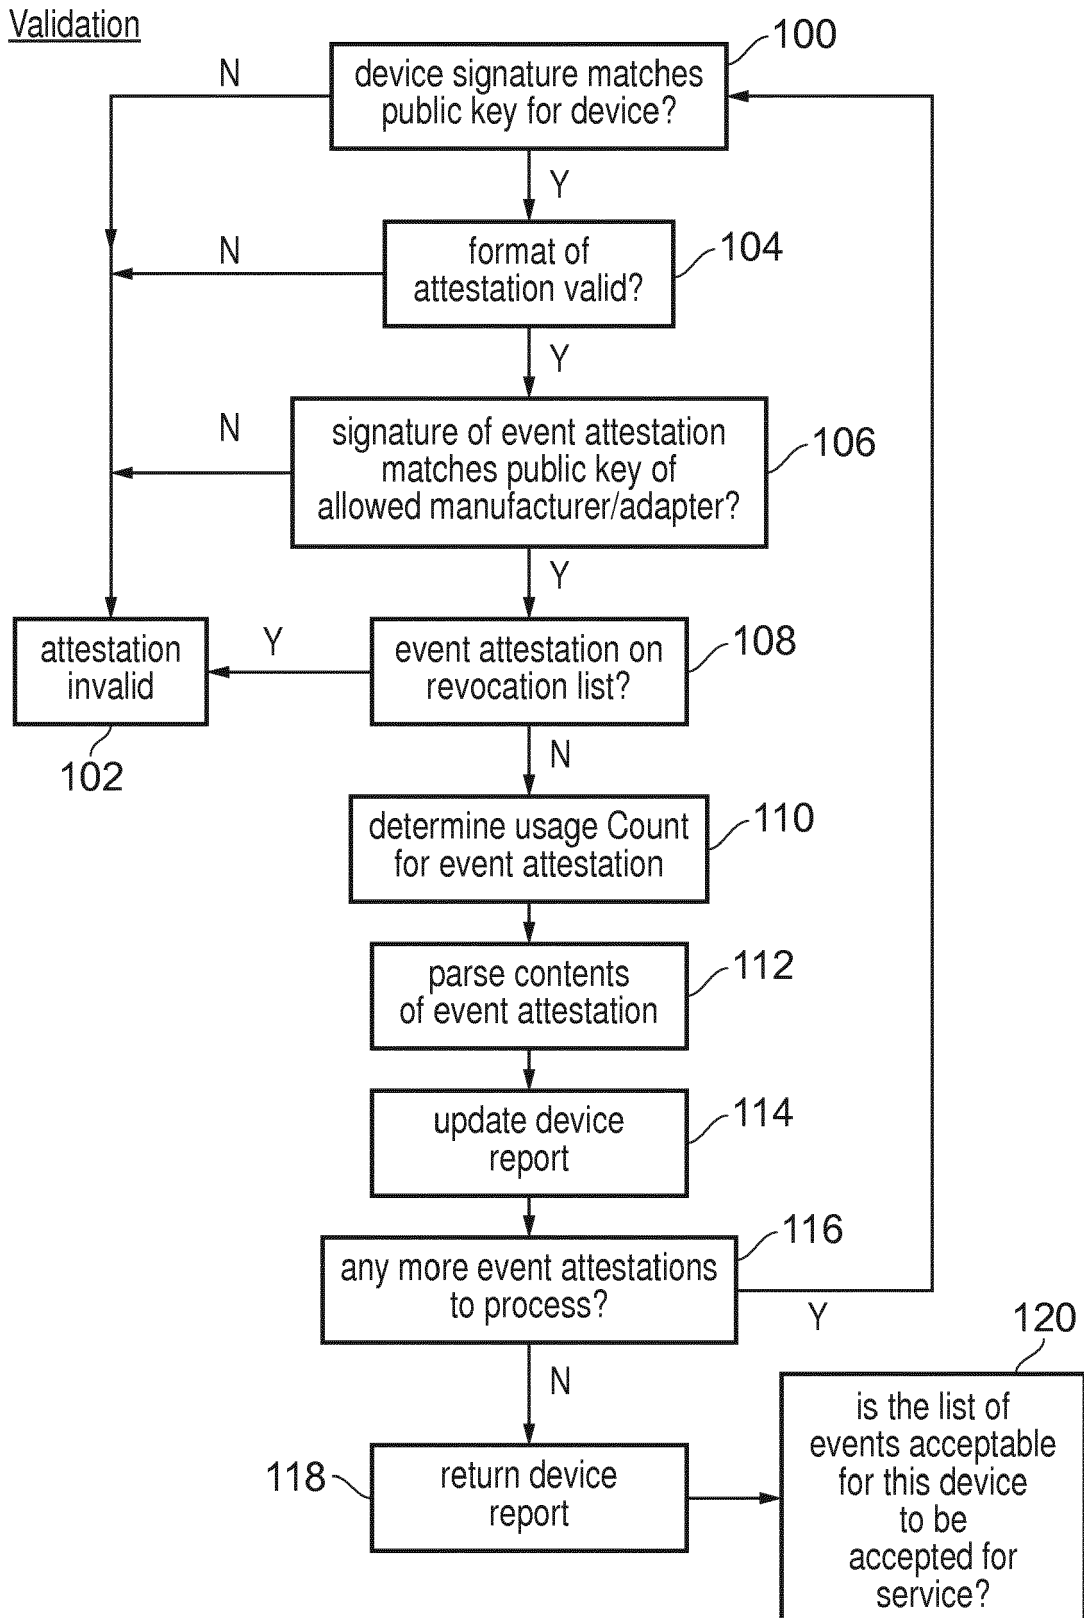 Validation
100
device signature matches
public key for device?
N
Y
104
format of
attestation valid?
N
Y
106
signature of event attestation
matches public key of
allowed manufacturer/adapter?
N
Y
108
event attestation on
revocation list?
Y
attestation
invalid
102
N
110
determine usage Count
for event attestation
112
parse contents
of event attestation
114
update device
report
116
any more event attestations
to process?
Y
N
118
return device
report
120
is the list of
events acceptable
for this device
to be
accepted for
service?